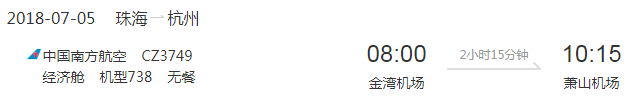 2018-07-05 珠海 杭州
中国南方航空 CZ3749
经济舱 机型738 无餐
08:00
金湾机场
2小时15分钟
10:15
萧山机场